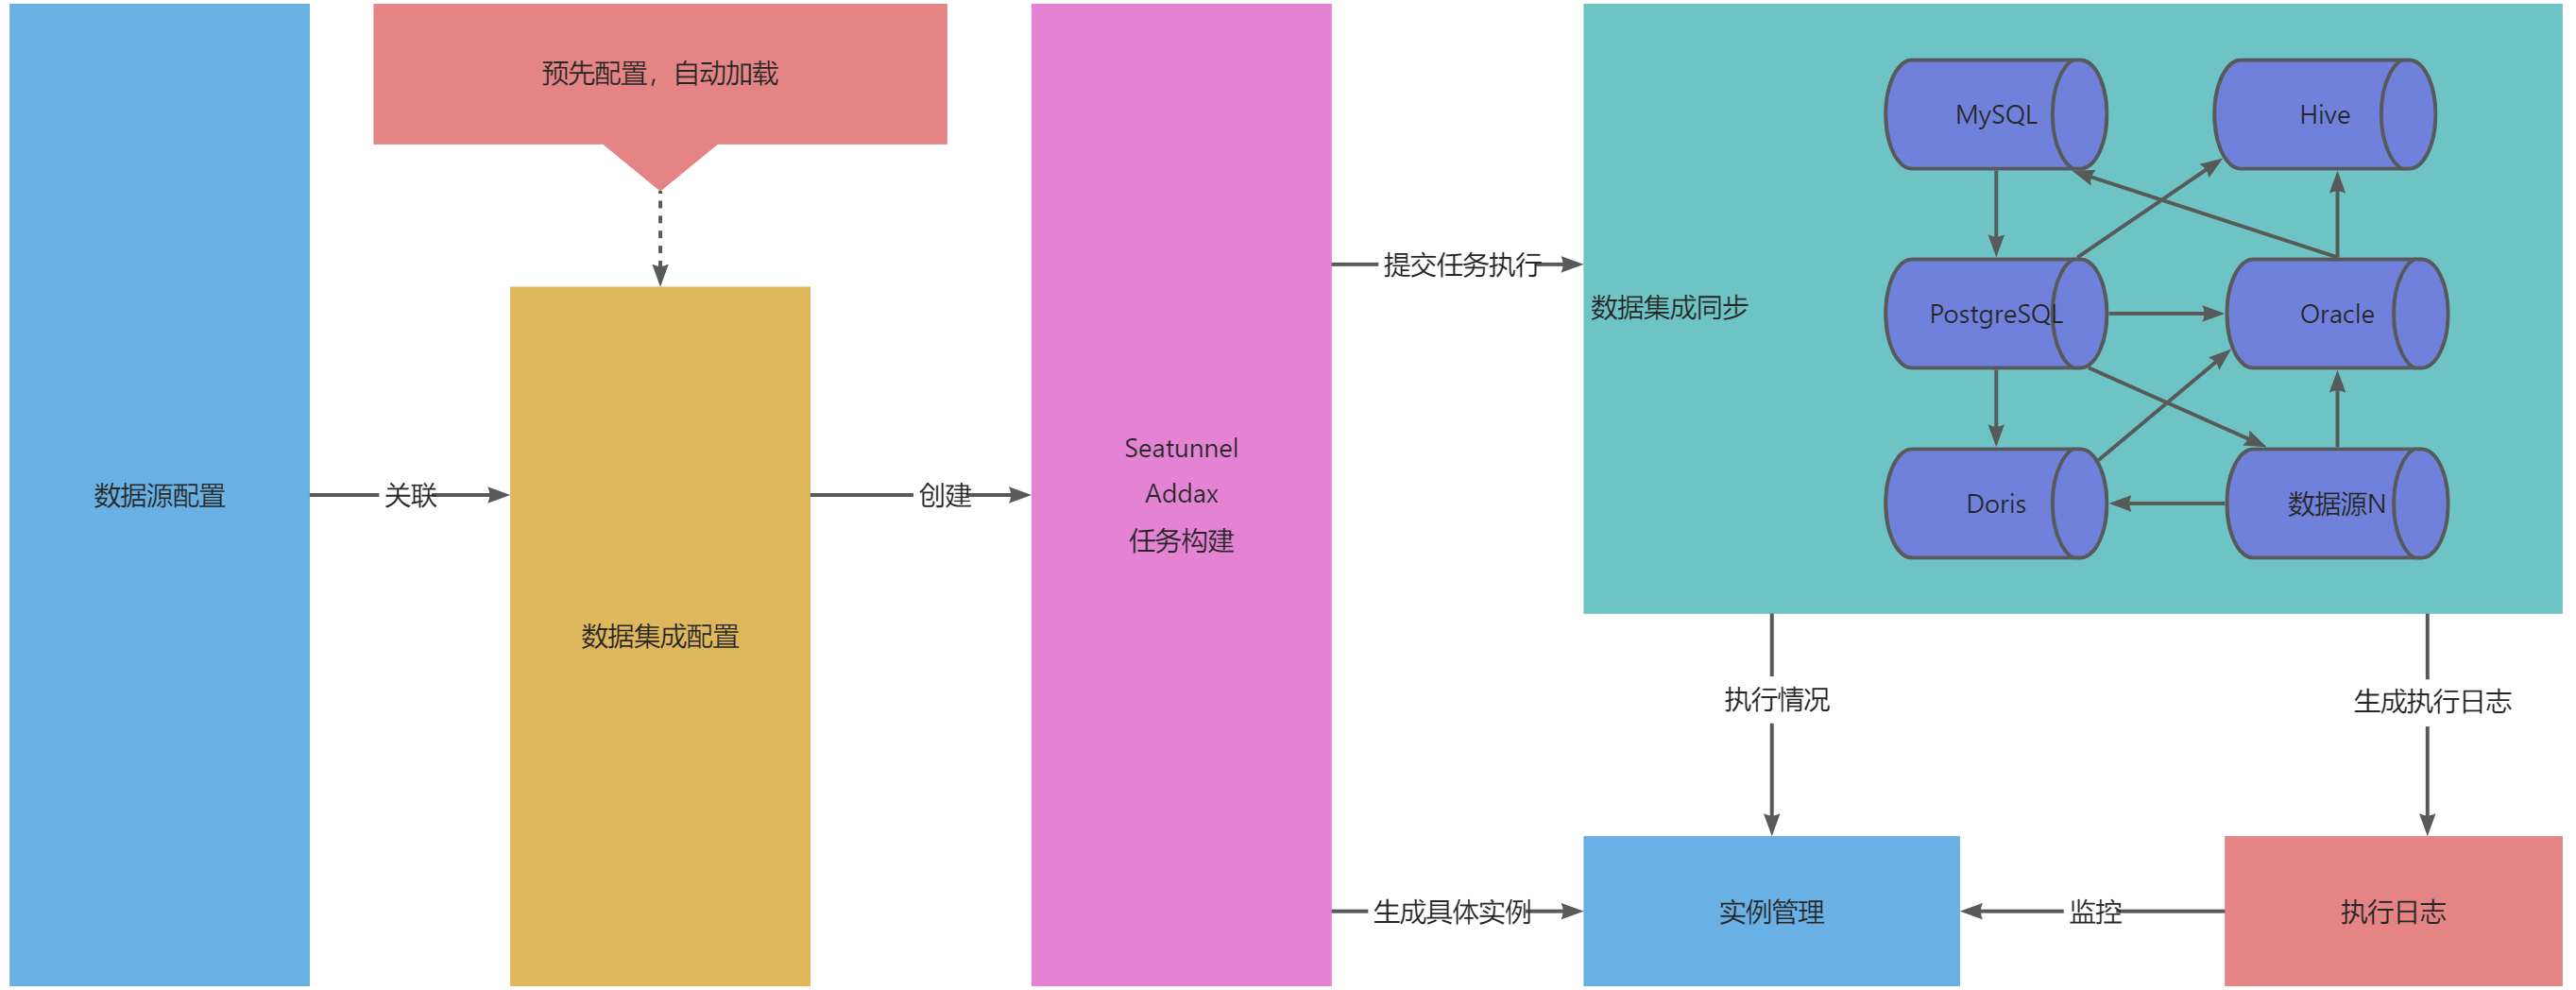 数据源配置
关联
预先配置，自动加载
数据集成配置
创建
Seatunnel
Addax
任务构建
提交任务执行
生成具体实例
数据集成同步
MySQL
Hive
PostgreSQL
Oracle
Doris
数据源N
执行情况
生成执行日志
实例管理
监控
执行日志